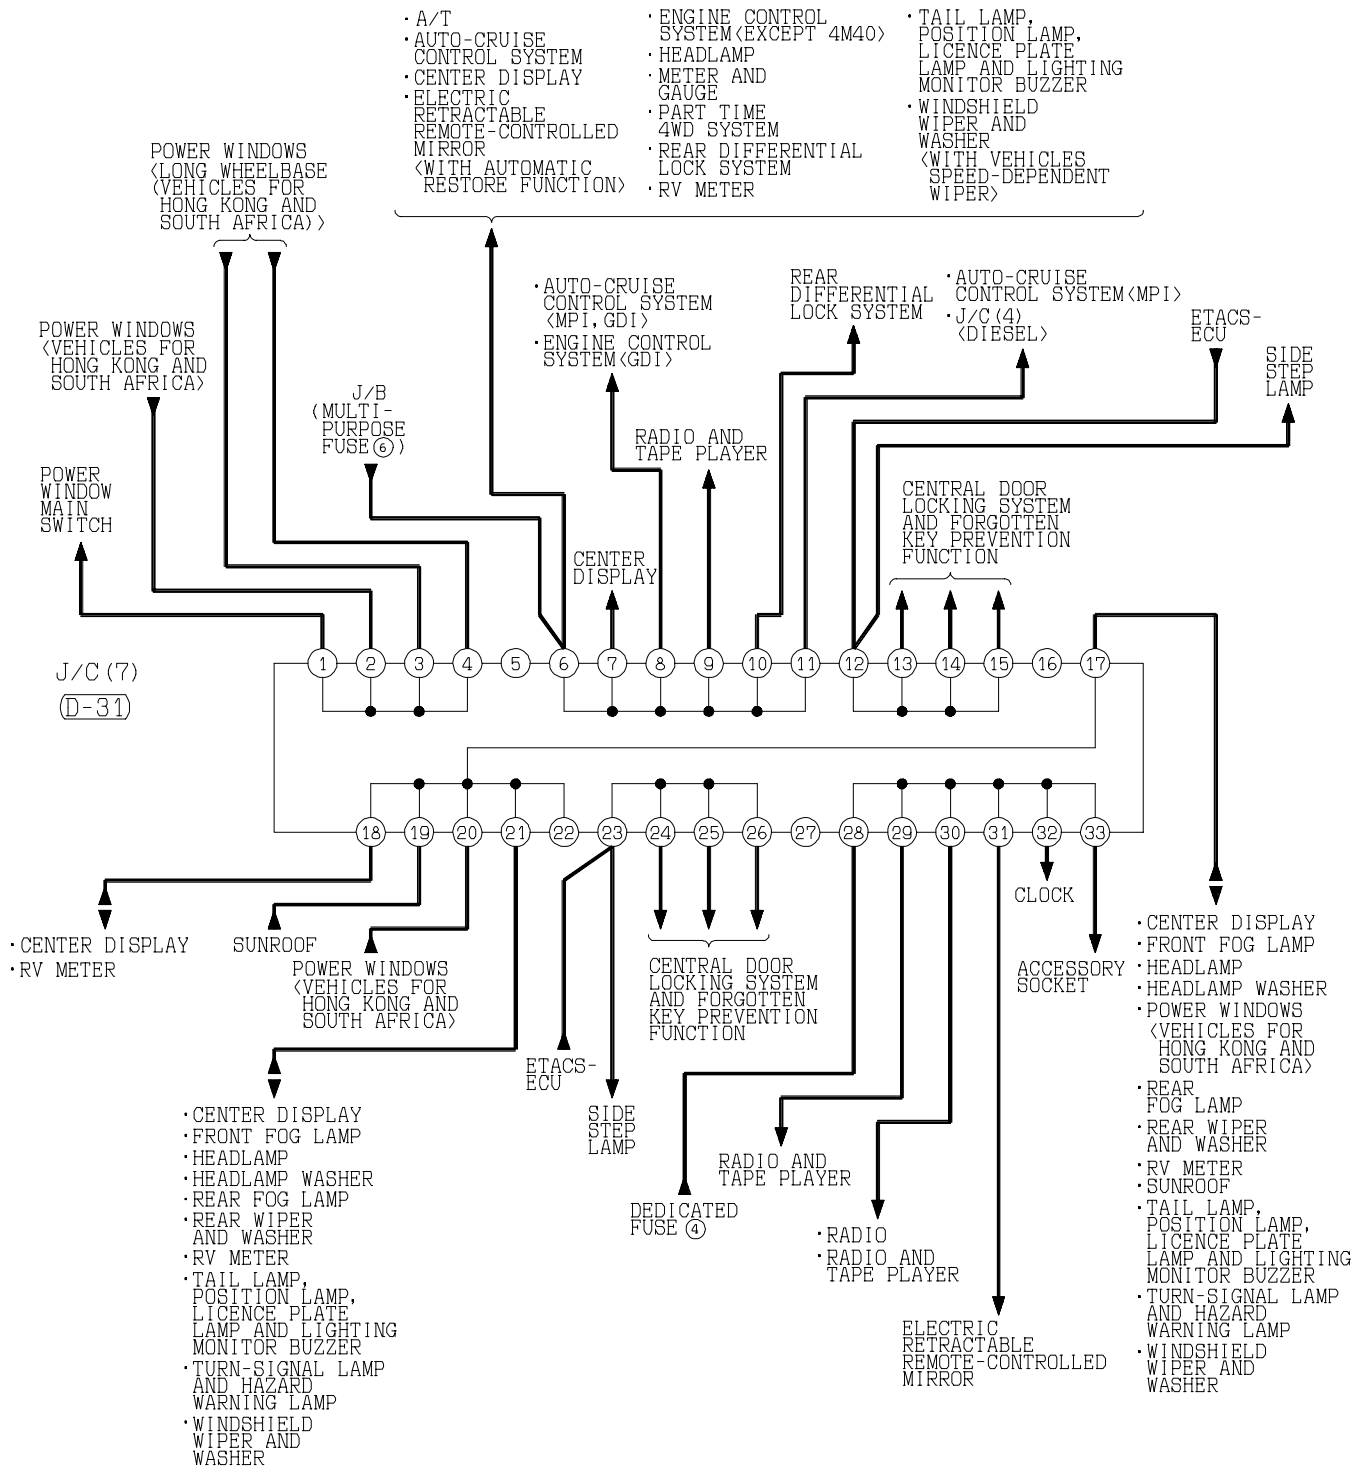 · A/T
· AUTO-CRUISE
CONTROL SYSTEM
· CENTER DISPLAY
· ELECTRIC
RETRACTABLE
REMOTE-CONTROLLED
MIRROR
<WITH AUTOMATIC
RESTORE FUNCTION>
· ENGINE CONTROL
SYSTEM<EXCEPT 4M40>
· HEADLAMP
· METER AND
GAUGE
· PART TIME
4WD SYSTEM
· REAR DIFFERENTIAL
LOCK SYSTEM
· RV METER
· TAIL LAMP,
POSITION LAMP,
LICENCE PLATE
LAMP AND LIGHTING
MONITOR BUZZER
· WINDSHIELD
WIPER AND
WASHER
<WITH VEHICLES
SPEED-DEPENDENT
WIPER>
POWER WINDOWS
<LONG WHEELBASE
(VEHICLES FOR
HONG KONG AND
SOUTH AFRICA)>
POWER WINDOWS
<VEHICLES FOR
HONG KONG AND
SOUTH AFRICA>
POWER
WINDOW
MAIN
SWITCH
J/B
(MULTI-
PURPOSE
FUSE 6)
· AUTO-CRUISE
CONTROL SYSTEM
<MPI,GDI>
· ENGINE CONTROL
SYSTEM<GDI>
CENTER
DISPLAY
RADIO AND
TAPE PLAYER
REAR
DIFFERENTIAL
LOCK SYSTEM
· AUTO-CRUISE
CONTROL SYSTEM<MPI>
· J/C(4)
<DIESEL>
ETACS-
ECU
SIDE
STEP
LAMP
CENTRAL DOOR
LOCKING SYSTEM
AND FORGOTTEN
KEY PREVENTION
FUNCTION
J/C(7)
D-31
1 2 3 4 5 6 7 8 9 10 11 12 13 14 15 16 17
18 19 20 21 22 23 24 25 26 27 28 29 30 31 32 33
· CENTER DISPLAY
· RV METER
SUNROOF
POWER WINDOWS
<VEHICLES FOR
HONG KONG AND
SOUTH AFRICA>
· CENTER DISPLAY
· FRONT FOG LAMP
· HEADLAMP
· HEADLAMP WASHER
· REAR FOG LAMP
· REAR WIPER
AND WASHER
· RV METER
· TAIL LAMP,
POSITION LAMP,
LICENCE PLATE
LAMP AND LIGHTING
MONITOR BUZZER
· TURN-SIGNAL LAMP
AND HAZARD
WARNING LAMP
· WINDSHIELD
WIPER AND
WASHER
ETACS-
ECU
SIDE
STEP
LAMP
CENTRAL DOOR
LOCKING SYSTEM
AND FORGOTTEN
KEY PREVENTION
FUNCTION
DEDICATED
FUSE 4
RADIO AND
TAPE PLAYER
· RADIO
· RADIO AND
TAPE PLAYER
ELECTRIC
RETRACTABLE
REMOTE-CONTROLLED
MIRROR
CLOCK
ACCESSORY
SOCKET
· CENTER DISPLAY
· FRONT FOG LAMP
· HEADLAMP
· HEADLAMP WASHER
· POWER WINDOWS
<VEHICLES FOR
HONG KONG AND
SOUTH AFRICA>
· REAR
FOG LAMP
· REAR WIPER
AND WASHER
· RV METER
· SUNROOF
· TAIL LAMP,
POSITION LAMP,
LICENCE PLATE
LAMP AND LIGHTING
MONITOR BUZZER
· TURN-SIGNAL LAMP
AND HAZARD
WARNING LAMP
· WINDSHIELD
WIPER AND
WASHER